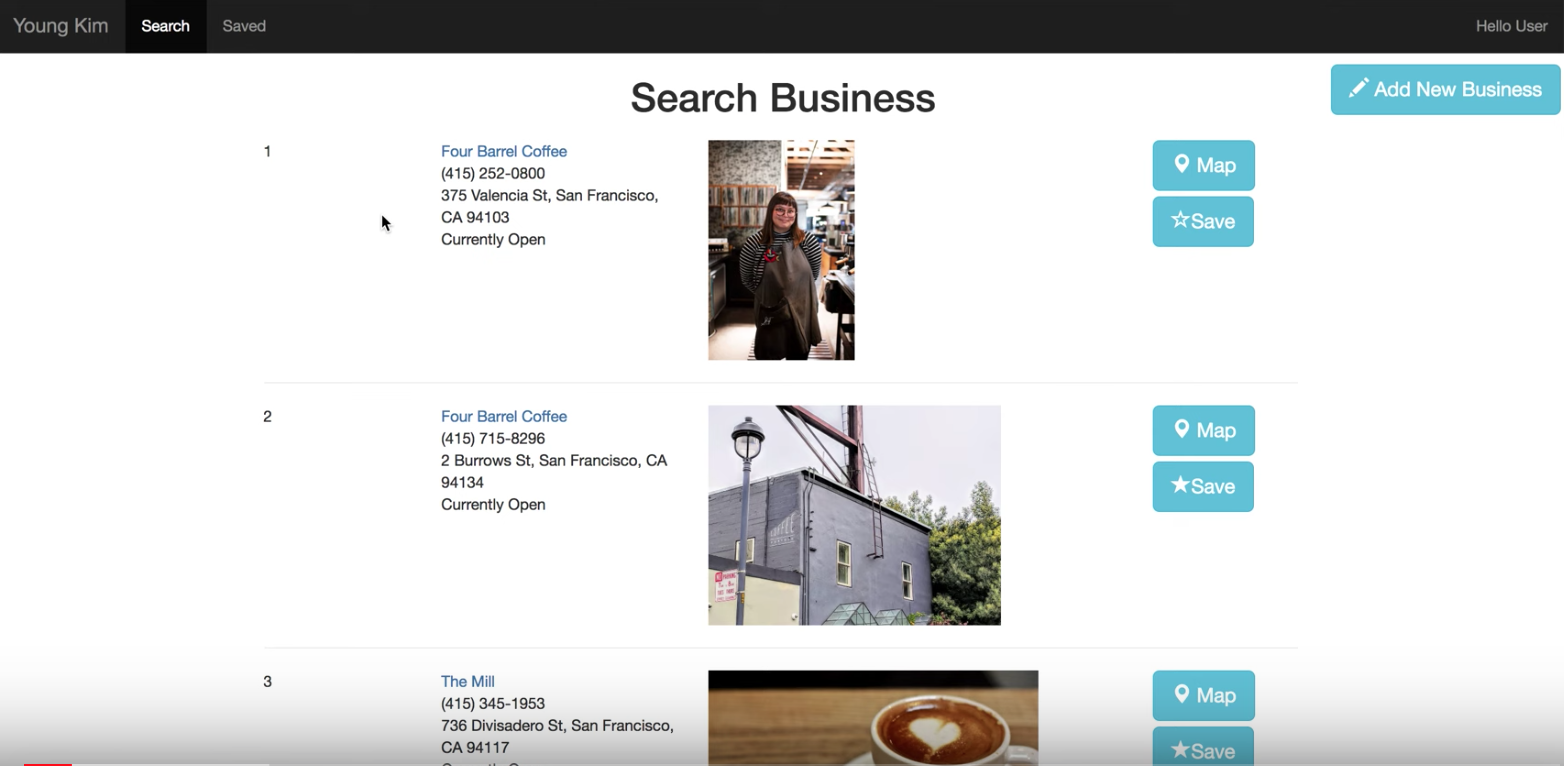 Young Kim Search Saved Hello User
Search Business
Add New Business
1
Four Barrel Coffee
(415) 252-0800
375 Valencia St, San Francisco,
CA 94103
Currently Open
Map
Save
2
Four Barrel Coffee
(415) 715-8296
2 Burrows St, San Francisco, CA
94134
Currently Open
COFFEE
Map
Save
3
The Mill
(415) 345-1953
736 Divisadero St, San Francisco,
CA 94117
Map
Save